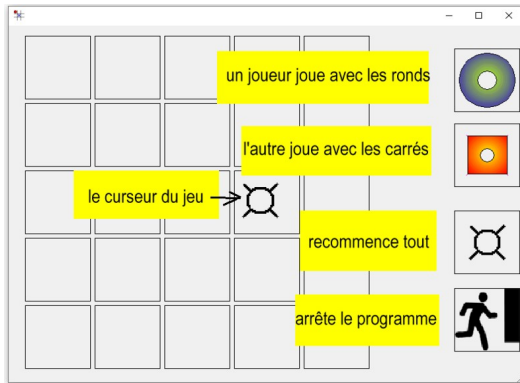 un joueur joue avec les ronds
l'autre joue avec les carrés
le curseur du jeu
recommence tout
arrête le programme